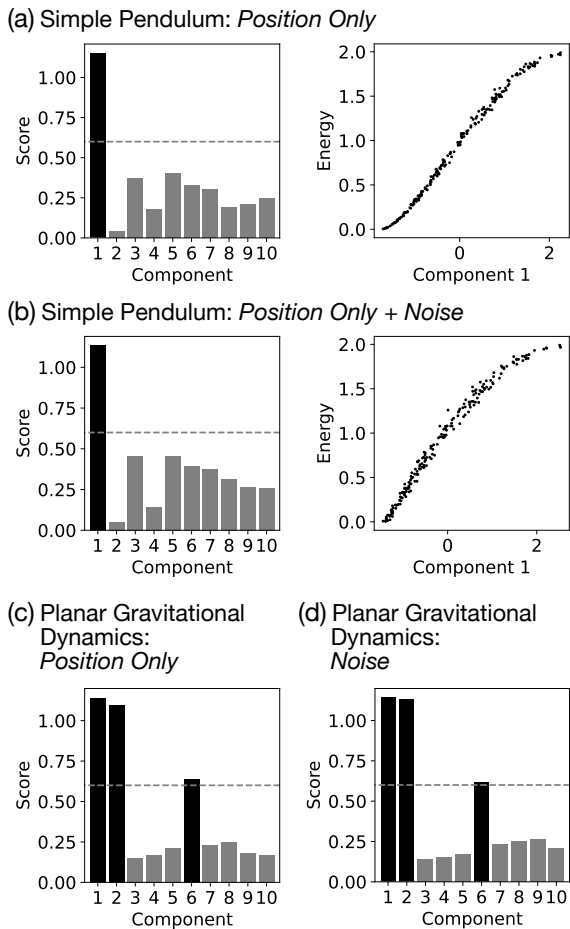 (a) Simple Pendulum: Position Only
1.00
0.75
0.50
0.25
0.00
Score
1 2 3 4 5 6 7 8 9 10
Component
2.0
1.5
1.0
0.5
0.0
Energy
0 2
Component 1
(b) Simple Pendulum: Position Only + Noise
1.00
0.75
0.50
0.25
0.00
Score
1 2 3 4 5 6 7 8 9 10
Component
2.0
1.5
1.0
0.5
0.0
Energy
0 2
Component 1
(c) Planar Gravitational
Dynamics:
Position Only
1.00
0.75
0.50
0.25
0.00
Score
1 2 3 4 5 6 7 8 9 10
Component
(d) Planar Gravitational
Dynamics:
Noise
1.00
0.75
0.50
0.25
0.00
Score
1 2 3 4 5 6 7 8 9 10
Component